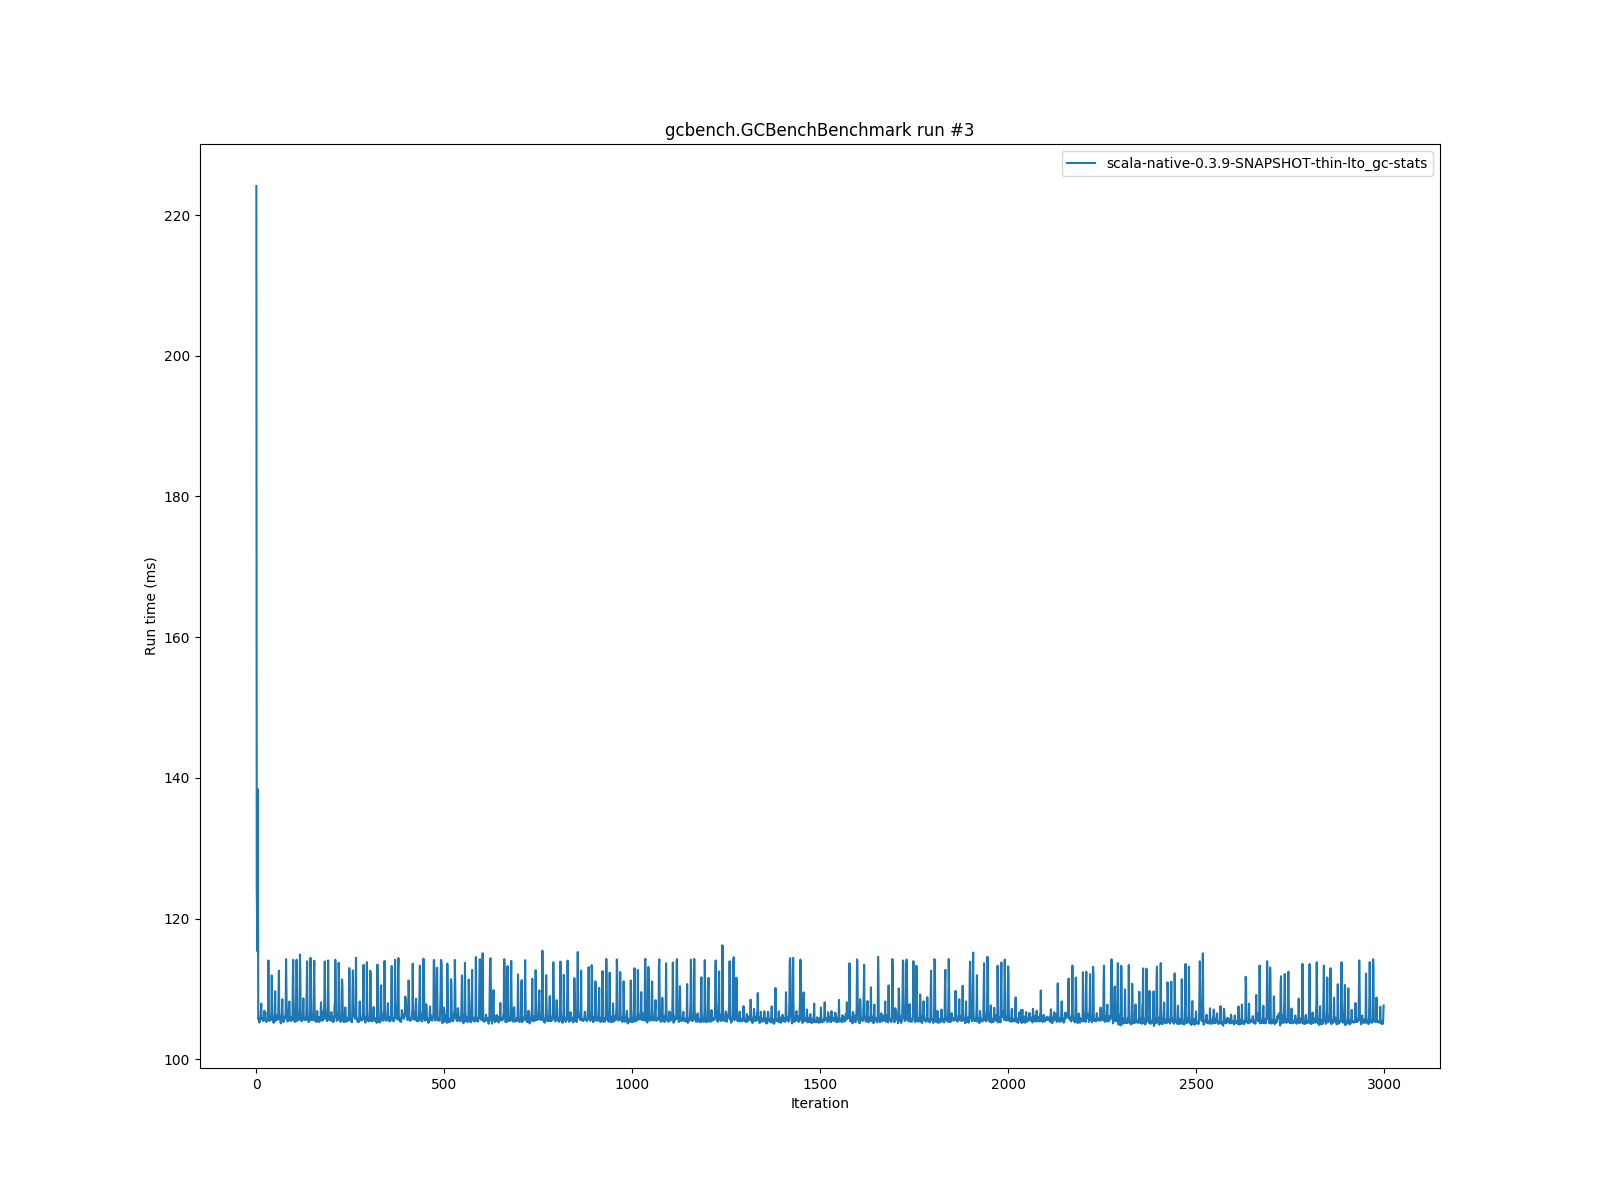 gcbench.GCBenchBenchmark run #3
scala-native-0.3.9-SNAPSHOT-thin-lto_gc-stats
220
200
180
160
140
120
100
Run time (ms)
0 500 1000 1500 2000 2500 3000
Iteration